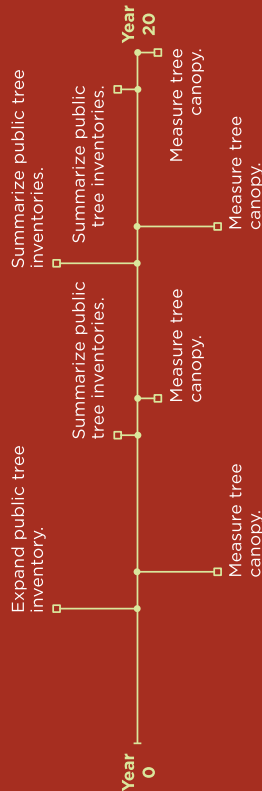 Year
0
Expand public tree
inventory.
Measure tree
canopy.
Summarize public
tree inventories.
Measure tree
canopy.
Summarize public tree
inventories.
Measure tree
canopy.
Summarize public
tree inventories.
Measure tree
canopy.
Year
20